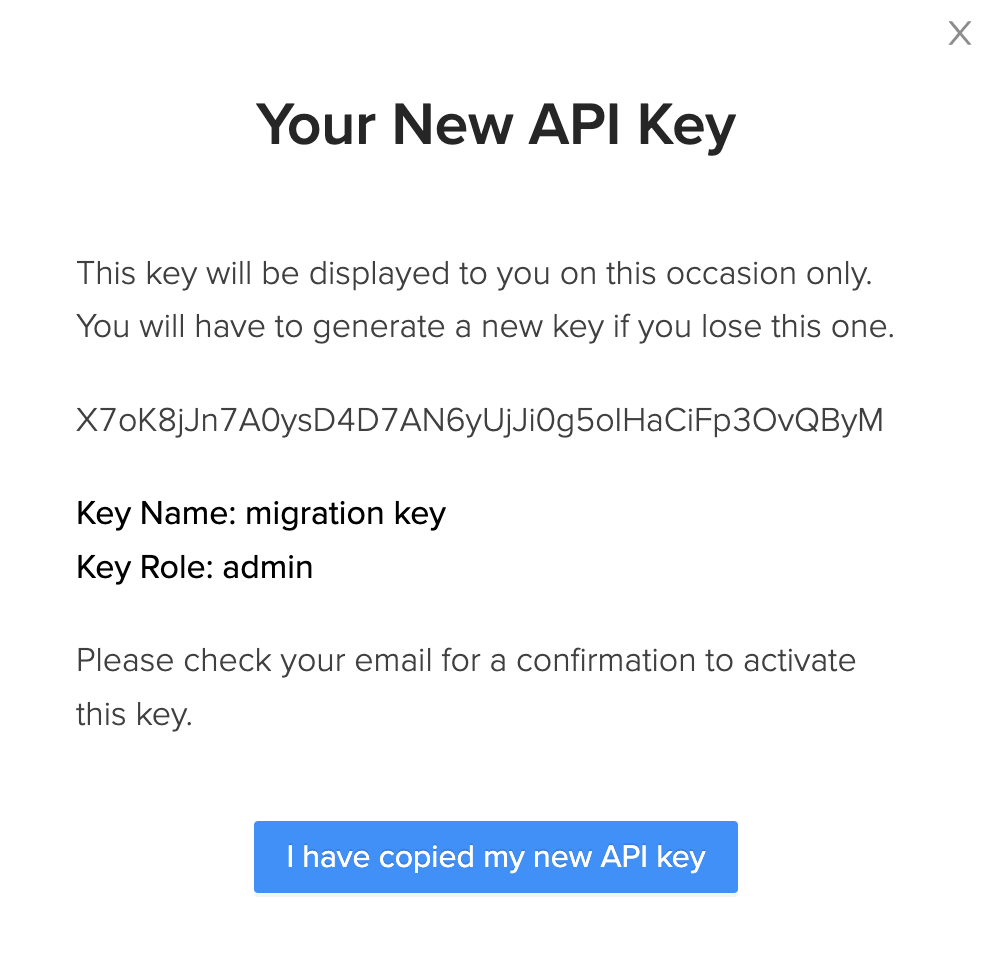 Your New API Key
This key will be displayed to you on this occasion only.
You will have to generate a new key if you lose this one.
X7oK8jJn7A0ysD4D7AN6yUjJi0g5oIHaCiFp3OvQByM
Key Name: migration key
Key Role: admin
Please check your email for a confirmation to activate
this key.
I have copied my new API key